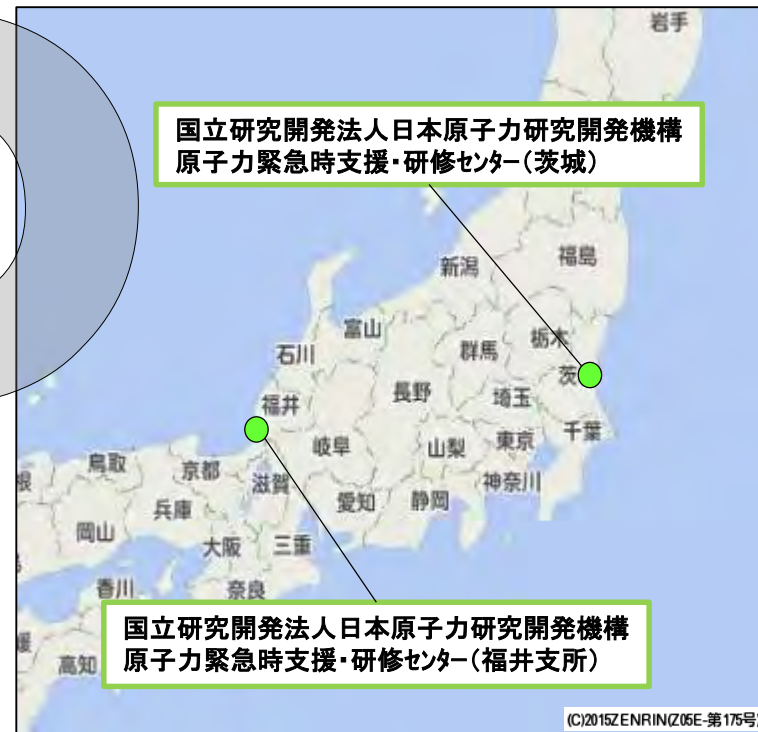 岩手
国立研究開発法人日本原子力研究開発機構
原子力緊急時支援・研修センター（茨城）
福島
新潟
富山
栃木
群馬
石川
茨
長野
埼玉
福井
千葉
東京
岐阜
山梨
鳥取
京都
滋賀
神奈川
愛知
静岡
兵庫
岡山
大阪
三重
香川
奈良
国立研究開発法人日本原子力研究開発機構
原子力緊急時支援・研修センター（福井支所）
高知
(C)2015ZENRIN(Z05E-第175号)